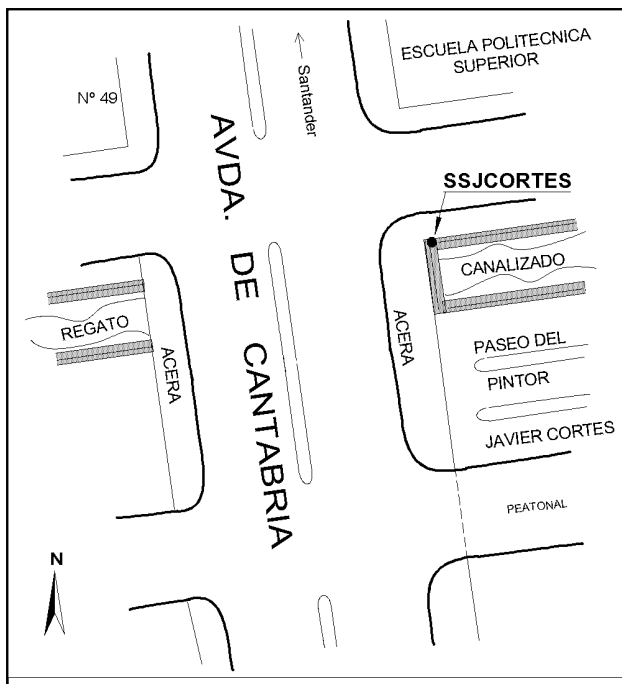 ESCUELA POLITECNICA
SUPERIOR
Nº 49
Santander
AVDA. DE CANTABRIA
SSJCORTES
CANALIZADO
REGATO
ACERA
ACERA
PASEO DEL
PINTOR
JAVIER CORTES
PEATONAL
N